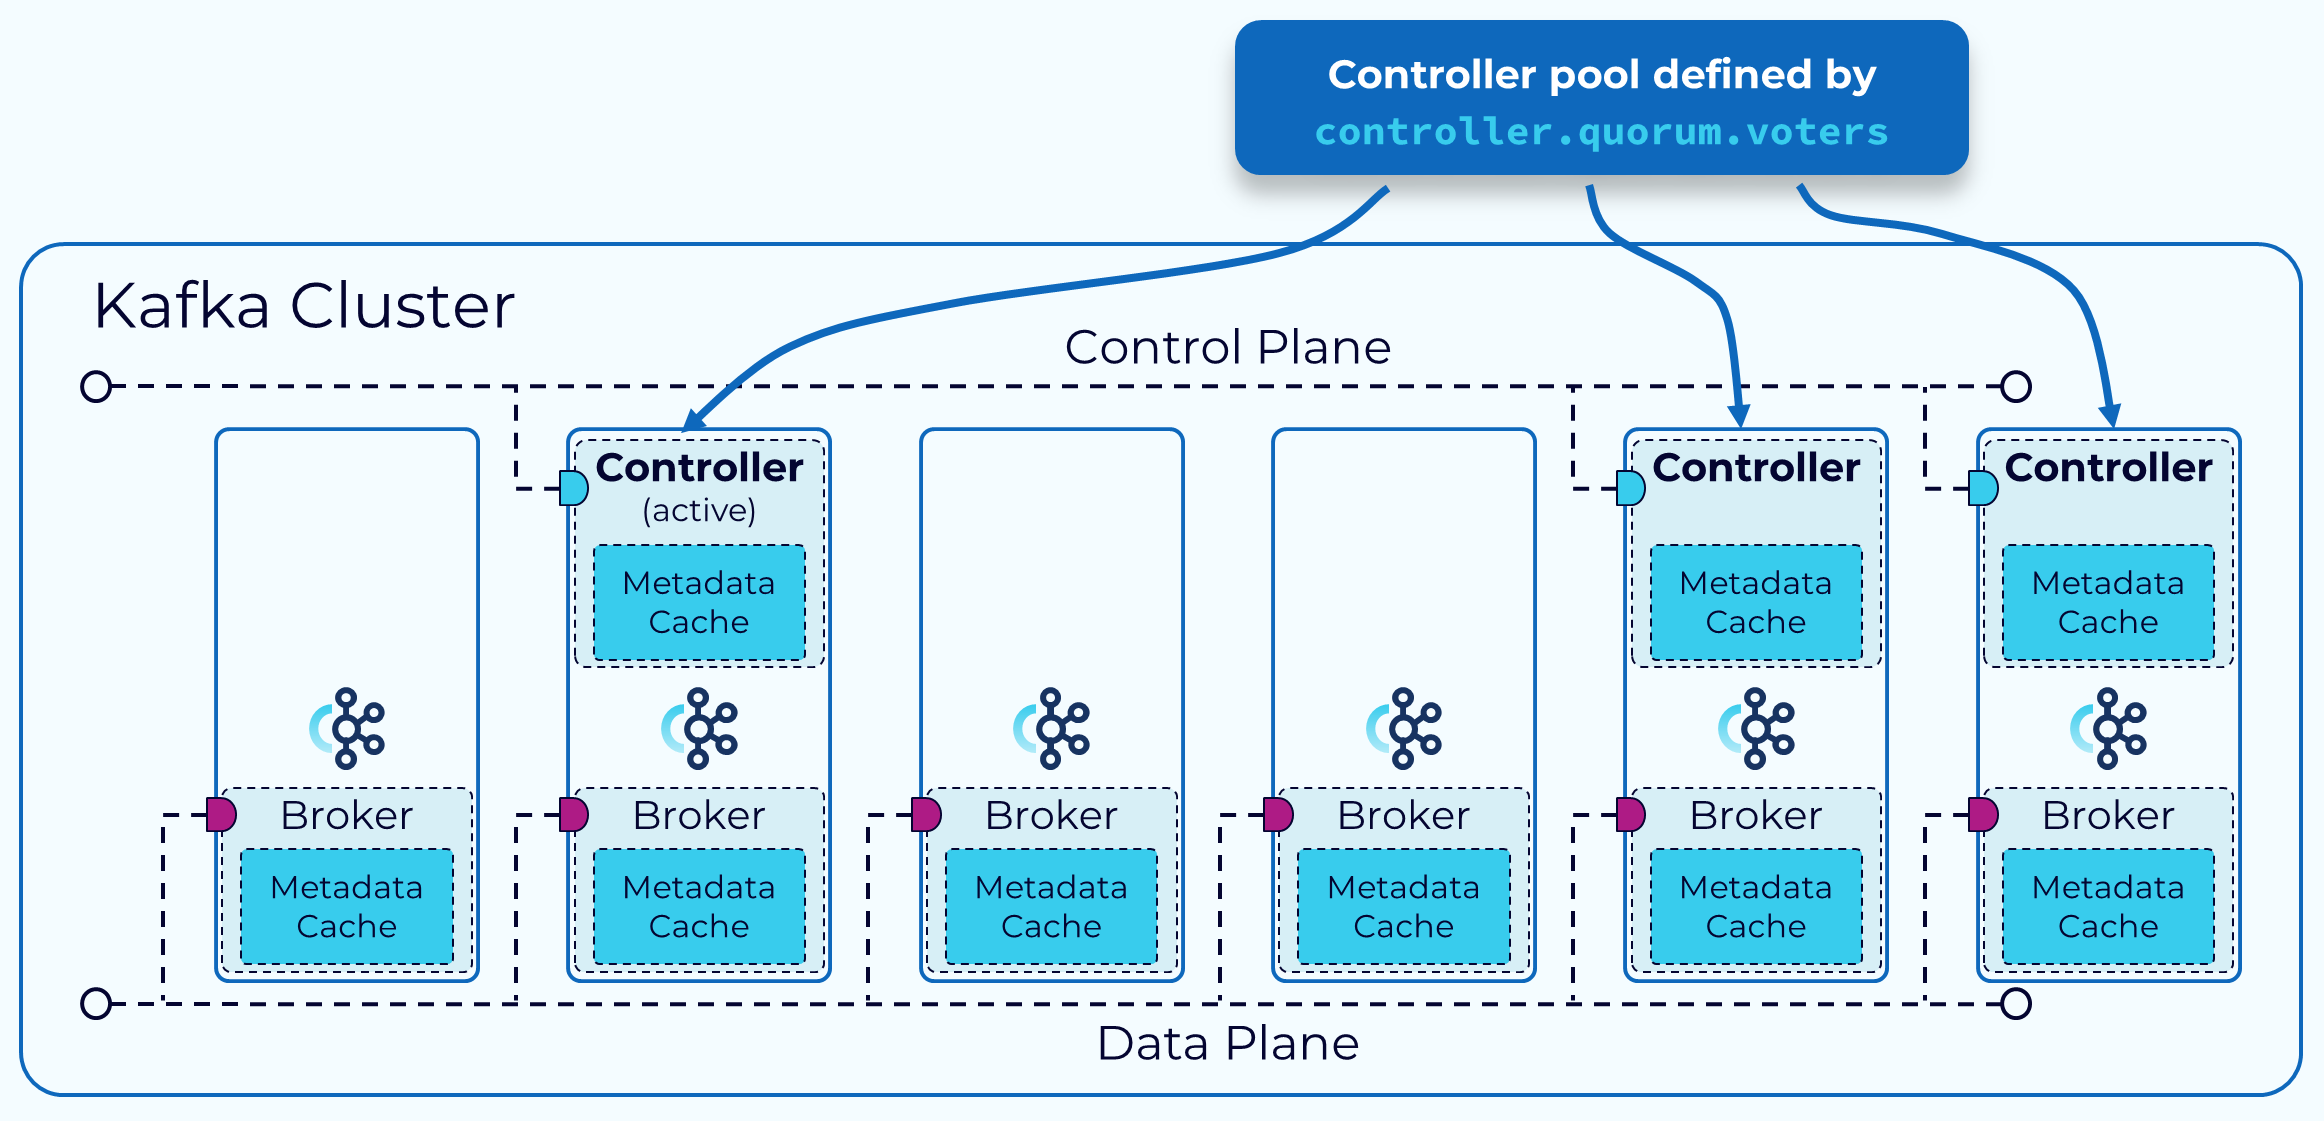 Controller pool defined by
controller.quorum.voters
Kafka Cluster
Control Plane
Controller
(active)
Metadata
Cache
Controller
Metadata
Cache
Controller
Metadata
Cache
Broker
Metadata
Cache
Broker
Metadata
Cache
Broker
Metadata
Cache
Broker
Metadata
Cache
Broker
Metadata
Cache
Broker
Metadata
Cache
Data Plane